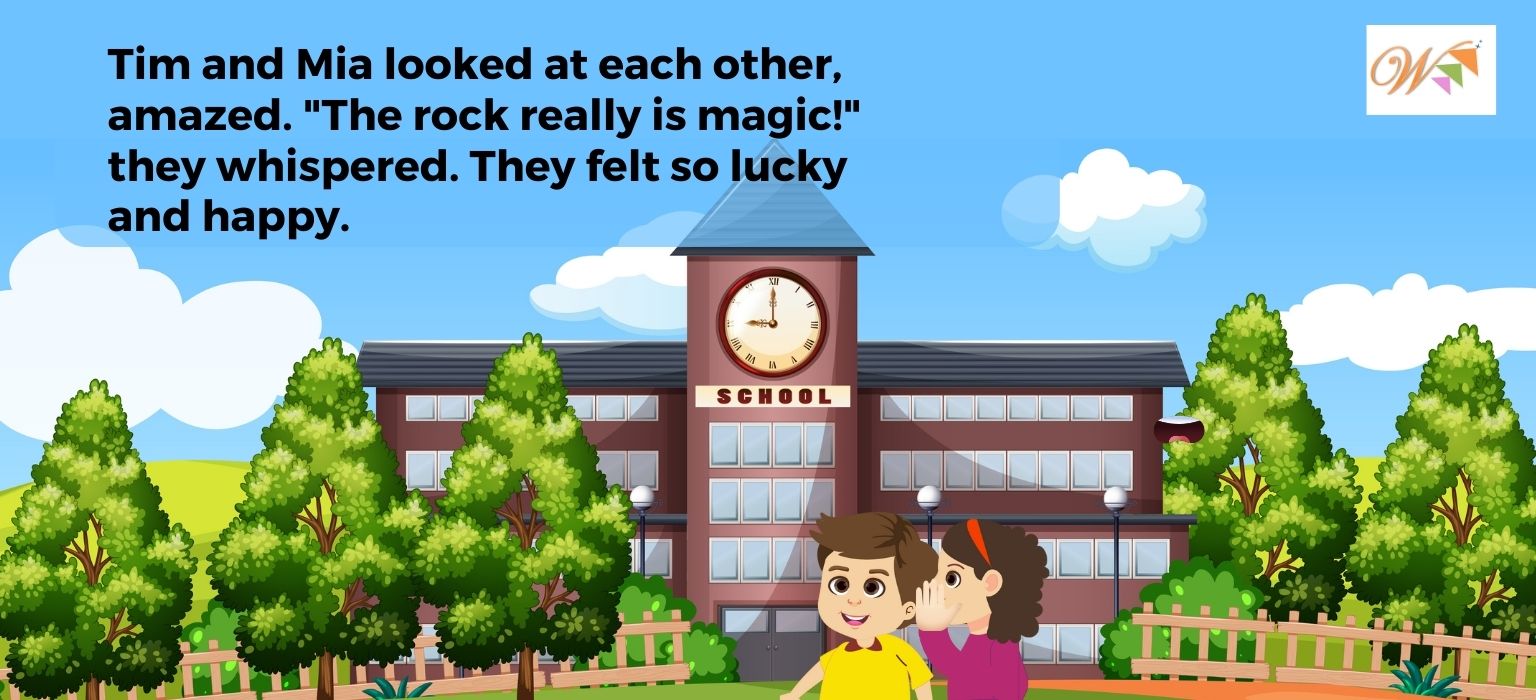 Tim and Mia looked at each other,
amazed. "The rock really is magic!"
they whispered. They felt so lucky
and happy.
W
XII
SCHOOL